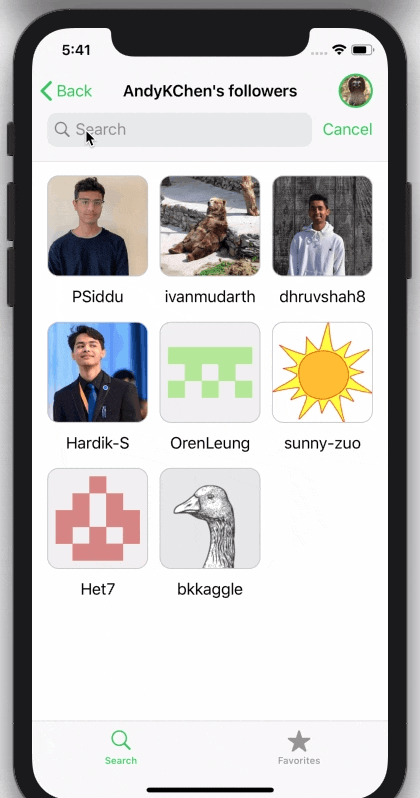 5:41
Back
AndyKChen's followers
Search
Cancel
PSiddu
ivanmudarth
dhruvshah8
Hardik-S
OrenLeung
sunny-zuo
Het7
bkkaggle
Search
Favorites